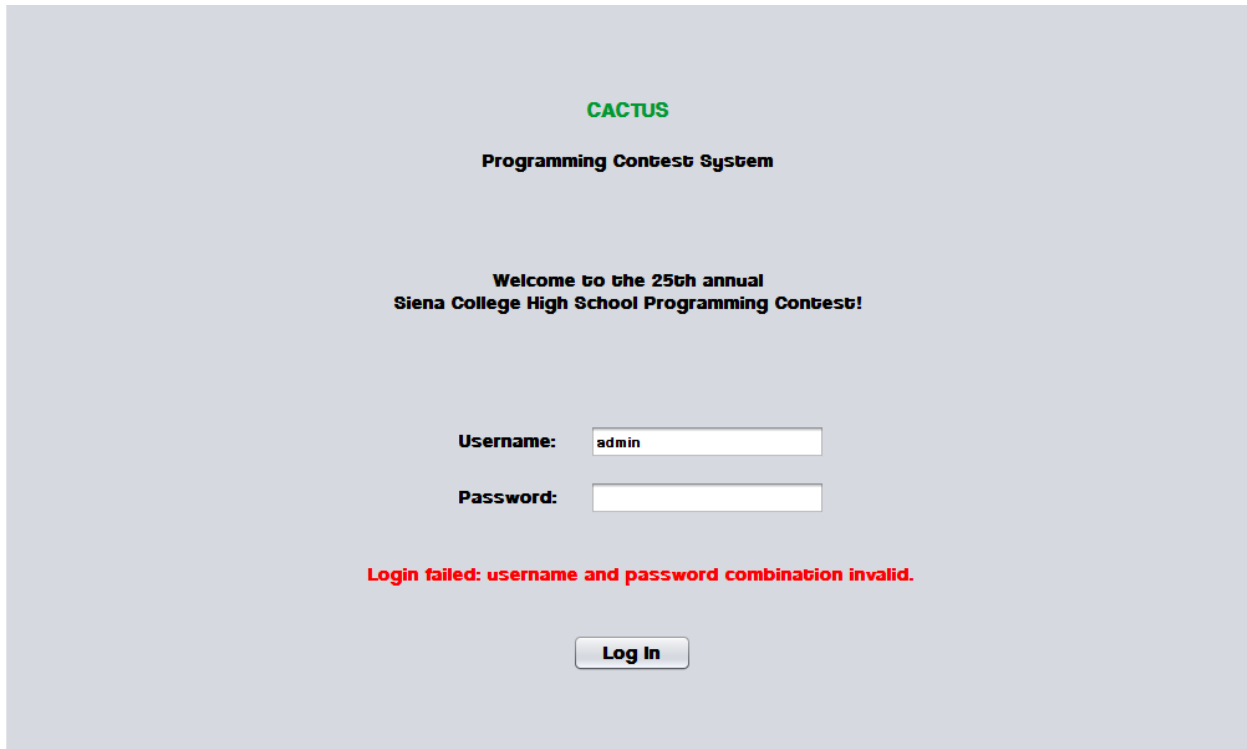 CACTUS
Programming Contest System
Welcome to the 25th annual
Siena College High School Programming Contest!
Username: admin
Password:
Login failed: username and password combination invalid.
Log In